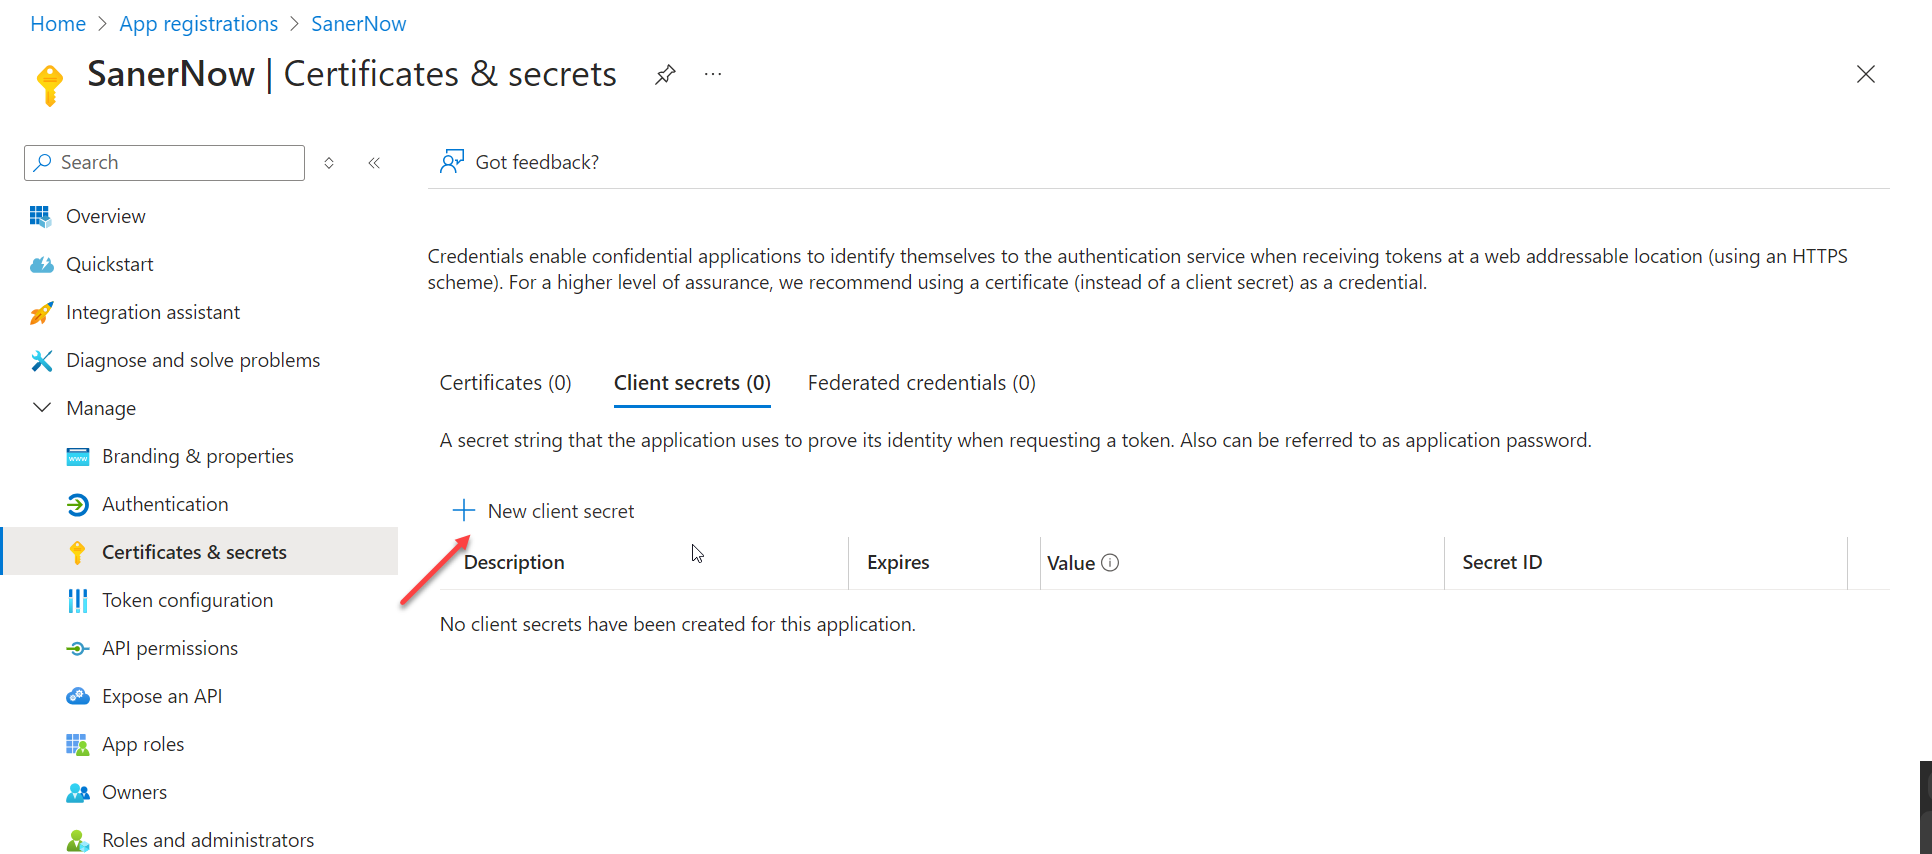 Home > App registrations > SanerNow
SanerNow | Certificates & secrets
Search
Got feedback?
Overview
Quickstart
Integration assistant
Diagnose and solve problems
Manage
Branding & properties
Authentication
Certificates & secrets
Token configuration
API permissions
Expose an API
App roles
Owners
Roles and administrators
Credentials enable confidential applications to identify themselves to the authentication service when receiving tokens at a web addressable location (using an HTTPS
scheme). For a higher level of assurance, we recommend using a certificate (instead of a client secret) as a credential.
Certificates (0) Client secrets (0) Federated credentials (0)
A secret string that the application uses to prove its identity when requesting a token. Also can be referred to as application password.
New client secret
Description Expires Value Secret ID
No client secrets have been created for this application.